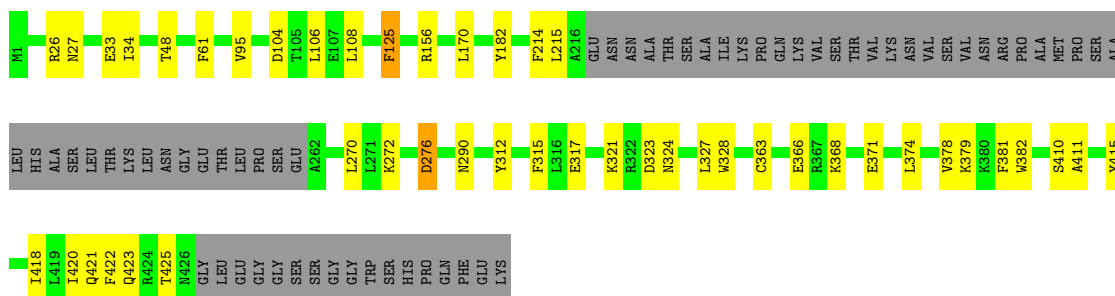 M1 R26 N27 E33 I34 T48 F61 V95 D104 T105 L106 E107 L108 F125 R156 L170 Y182 F214 L215 A216 GLU ASN ASN ALA THR SER ALA ILE LYS PRO GLN LYS VAL SER THR VAL LYS ASN VAL SER VAL ASN ARG PRO ALA MET PRO SER ALA
LEU HIS ALA SER LEU THR LYS LEU ASN GLY GLU THR LEU PRO SER GLU A262 L270 L271 K272 D276 N290 Y312 F315 L316 E317 K321 R322 D323 N324 L327 W328 C363 E366 R367 K368 E371 L374 V378 K379 K380 F381 W382 S410 A411 Y415
I418 L419 I420 Q421 F422 Q423 R424 T425 N426 GLY LEU GLU GLY GLY SER SER GLY GLY TRP SER HIS PRO GLN PHE GLU LYS